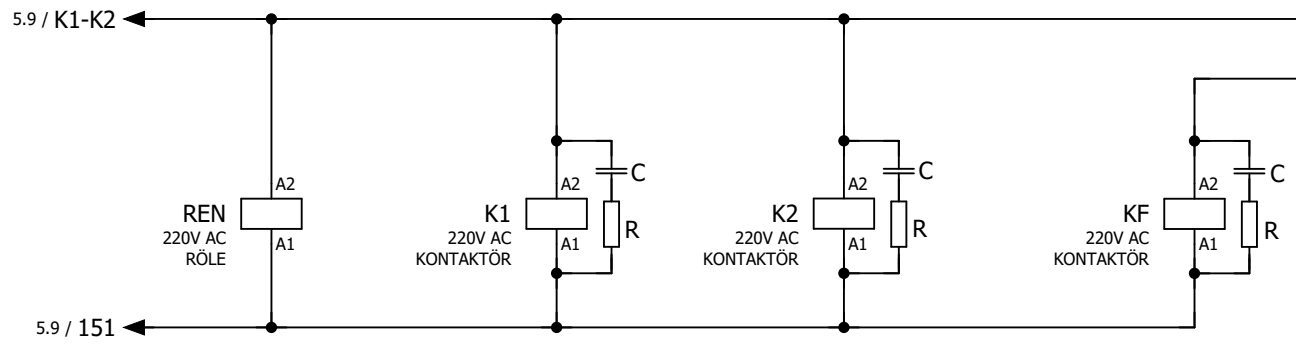 5.9 / K1-K2
A2
REN
220V AC
RÖLE
A1
A2
C
K1
220V AC
KONTAKTÖR
A1
R
A2
C
K2
220V AC
KONTAKTÖR
A1
R
A2
C
KF
220V AC
KONTAKTÖR
A1
R
5.9 / 151